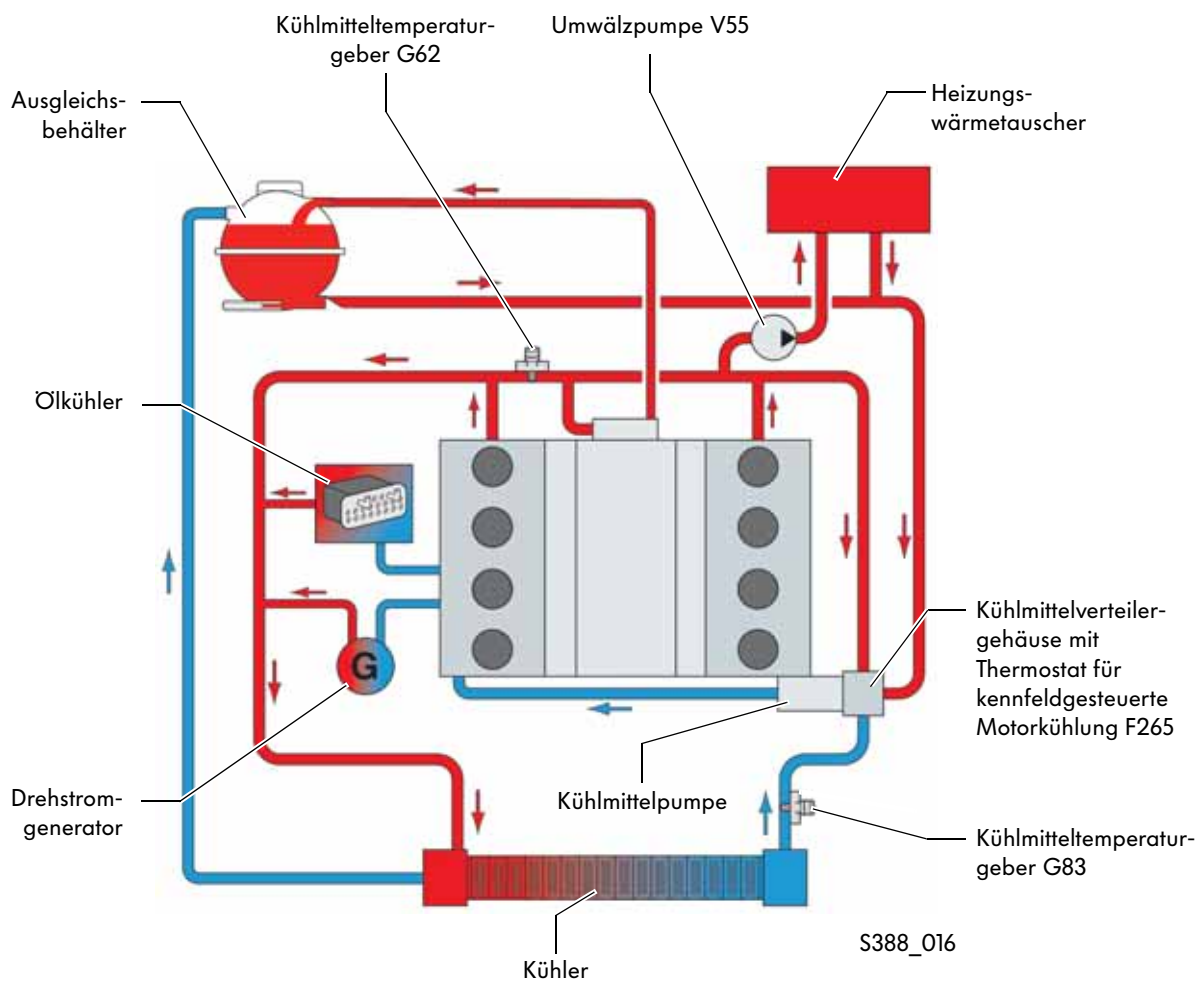 Kühlmitteltemperatur-
geber G62
Umwälzpumpe V55
Ausgleichs-
behälter
Heizungs-
wärmetauscher
Ölkühler
G
Kühlmittelverteiler-
gehäuse mit
Thermostat für
kennfeldgesteuerte
Motorkühlung F265
Drehstrom-
generator
Kühlmittelpumpe
Kühlmitteltemperatur-
geber G83
S388_016
Kühler